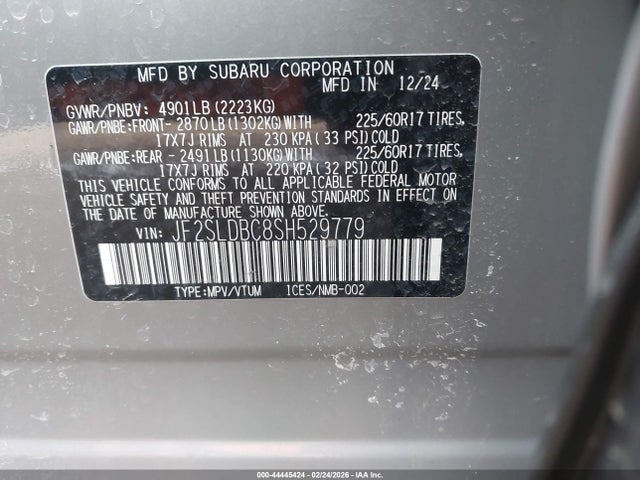 MFD BY SUBARU CORPORATION
MFD IN 12/24
GVWR/PNBV: 4901LB(2223KG)
GAWR/PNBE:FRONT- 2870LB(1302KG)WITH 225/60R17 TIRES,
17X7J RIMS AT 230 KPA(33 PSI)COLD
GAWR/PNBE:REAR - 2491LB(1130KG)WITH 225/60R17 TIRES,
17X7J RIMS AT 220 KPA(32 PSI)COLD
THIS VEHICLE CONFORMS TO ALL APPLICABLE FEDERAL MOTOR
VEHICLE SAFETY AND THEFT PREVENTION STANDARDS IN EFFECT
ON THE DATE OF MANUFACTURE SHOWN ABOVE.
VIN: JF2SLDBC8SH529779
TYPE:MPV/VTUM ICES/NMB-002
000-44445424 | 02/24/2026 - IAA, Inc.